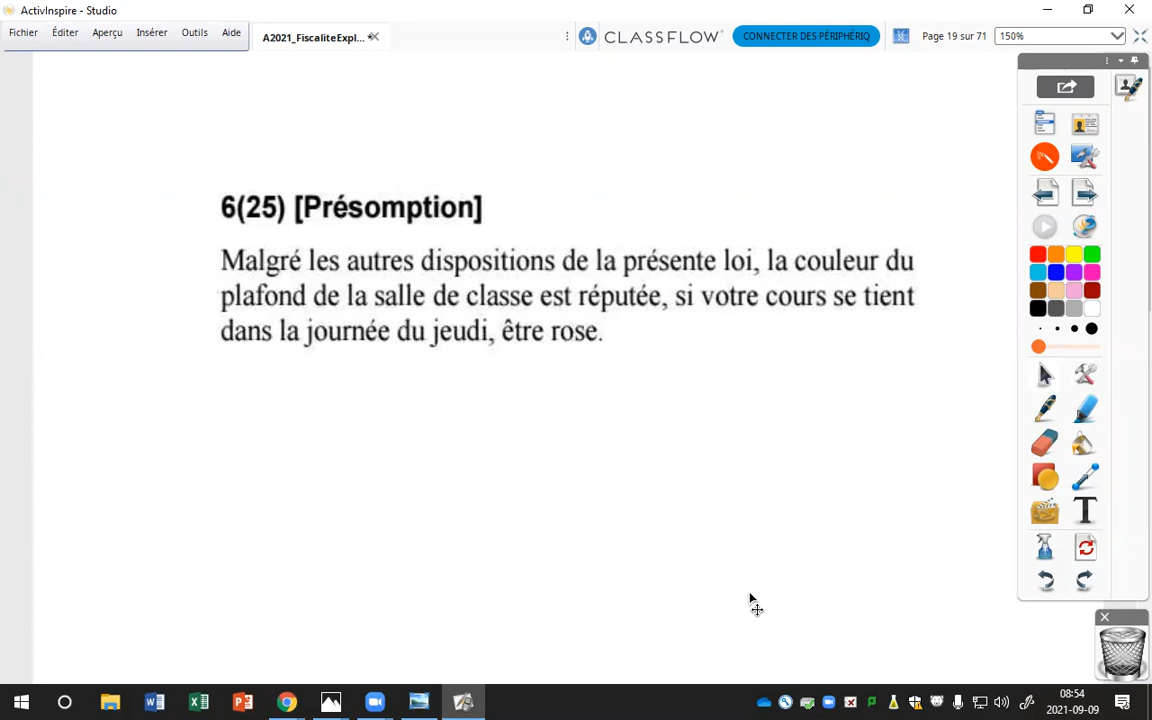 ActivInspire - Studio
Fichier Éditer Aperçu Insérer Outils Aide
A2021_FiscaliteExpl...
CLASSFLOW
CONNECTER DES PÉRIPHÉRIQ
Page 19 sur 71
150%
6(25) [Présomption]
Malgré les autres dispositions de la présente loi, la couleur du
plafond de la salle de classe est réputée, si votre cours se tient
dans la journée du jeudi, être rose.
08:54
2021-09-09